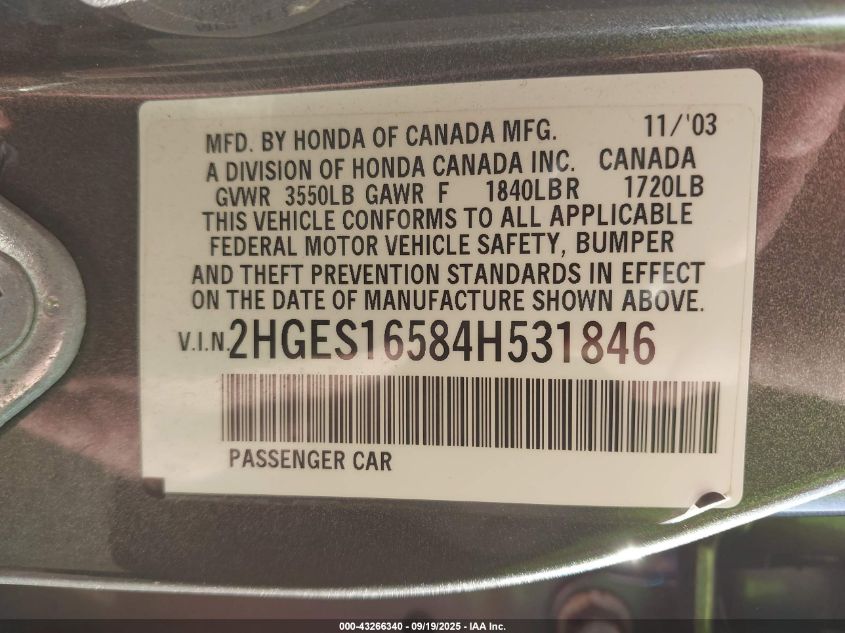 MFD. BY HONDA OF CANADA MFG. 11/'03
A DIVISION OF HONDA CANADA INC. CANADA
GVWR 3550LB GAWR F 1840LB R 1720LB
THIS VEHICLE CONFORMS TO ALL APPLICABLE
FEDERAL MOTOR VEHICLE SAFETY, BUMPER
AND THEFT PREVENTION STANDARDS IN EFFECT
ON THE DATE OF MANUFACTURE SHOWN ABOVE.
V.I.N. 2HGES16584H531846
PASSENGER CAR
000-43266340 - 09/19/2025 - IAA Inc.